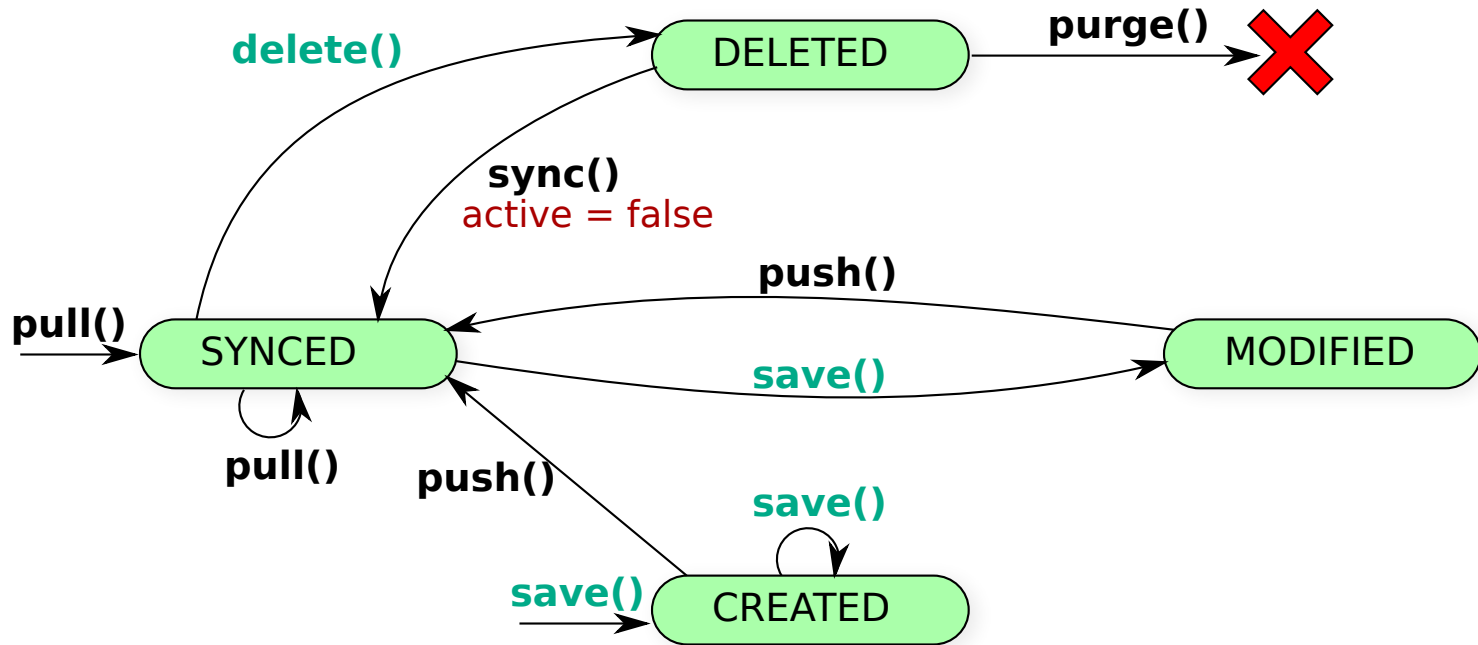 purge()
delete()
DELETED
sync()
active = false
push()
pull()
SYNCED
MODIFIED
save()
pull()
push()
save()
save()
CREATED